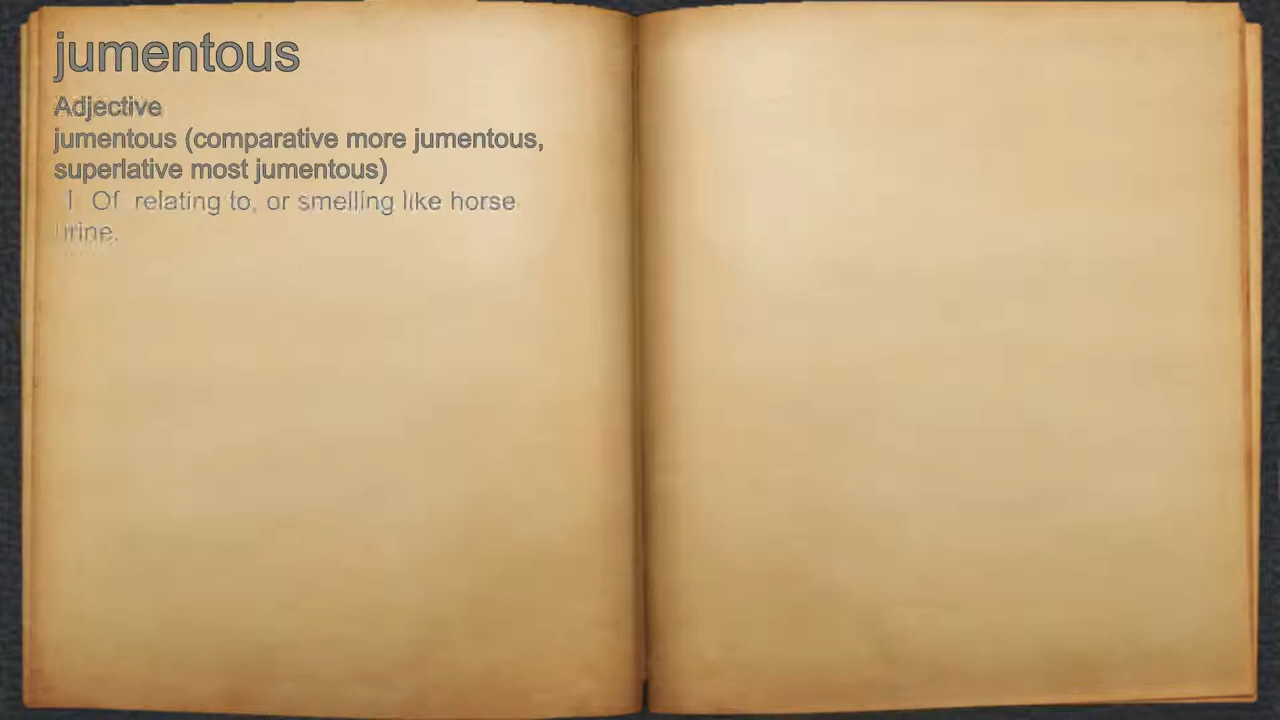 jumentous
Adjective
jumentous (comparative more jumentous,
superlative most jumentous)
1 Of relating to, or smelling like horse
urine.